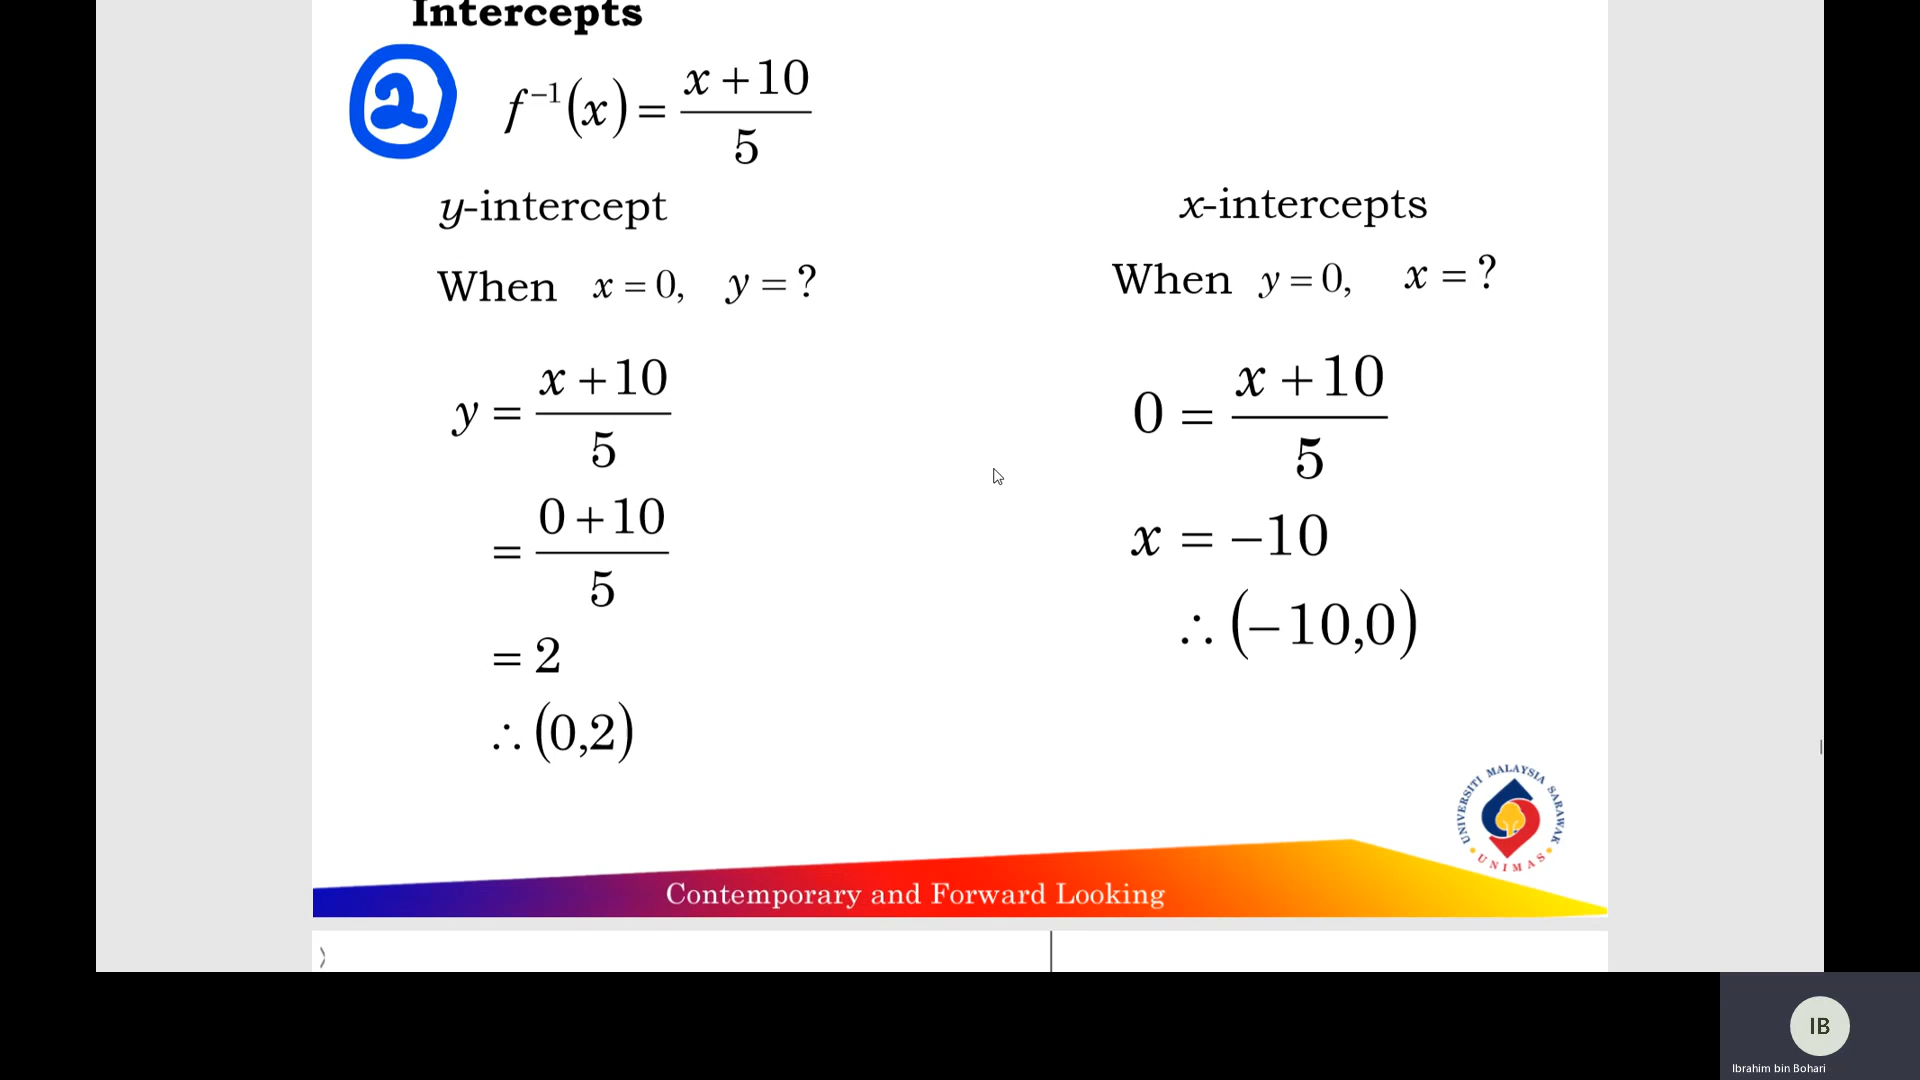 Intercepts
2
f⁻¹(x) = (x + 10)/5
y-intercept
When x = 0, y = ?
y = (x + 10)/5
= (0 + 10)/5
= 2
∴ (0,2)
x-intercepts
When y = 0, x = ?
0 = (x + 10)/5
x = −10
∴ (−10,0)
UNIVERSITI MALAYSIA SARAWAK
UNIMAS
Contemporary and Forward Looking
IB
Ibrahim bin Bohari